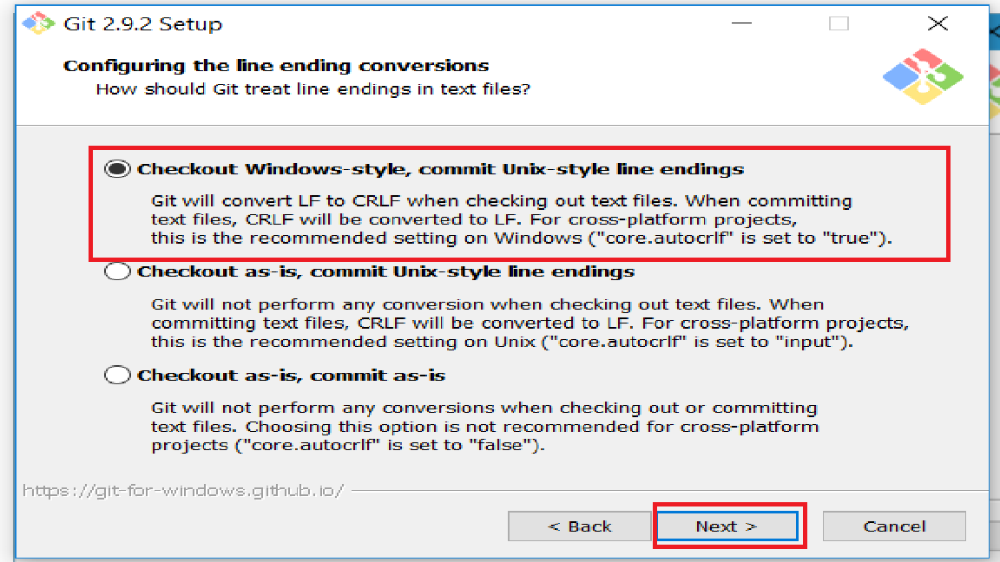 Git 2.9.2 Setup
Configuring the line ending conversions
How should Git treat line endings in text files?
Checkout Windows-style, commit Unix-style line endings
Git will convert LF to CRLF when checking out text files. When committing
text files, CRLF will be converted to LF. For cross-platform projects,
this is the recommended setting on Windows ("core.autocrlf" is set to "true").
Checkout as-is, commit Unix-style line endings
Git will not perform any conversion when checking out text files. When
committing text files, CRLF will be converted to LF. For cross-platform projects,
this is the recommended setting on Unix ("core.autocrlf" is set to "input").
Checkout as-is, commit as-is
Git will not perform any conversions when checking out or committing
text files. Choosing this option is not recommended for cross-platform
projects ("core.autocrlf" is set to "false").
https://git-for-windows.github.io/
< Back
Next >
Cancel